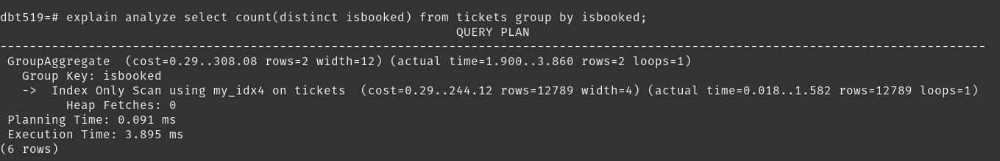 dbt519=# explain analyze select count(distinct isbooked) from tickets group by isbooked;
QUERY PLAN
--------------------------------------------------------------------------------------------------------------------------------------
GroupAggregate  (cost=0.29..308.08 rows=2 width=12) (actual time=1.900..3.860 rows=2 loops=1)
Group Key: isbooked
->  Index Only Scan using my_idx4 on tickets  (cost=0.29..244.12 rows=12789 width=4) (actual time=0.018..1.582 rows=12789 loops=1)
Heap Fetches: 0
Planning Time: 0.091 ms
Execution Time: 3.895 ms
(6 rows)